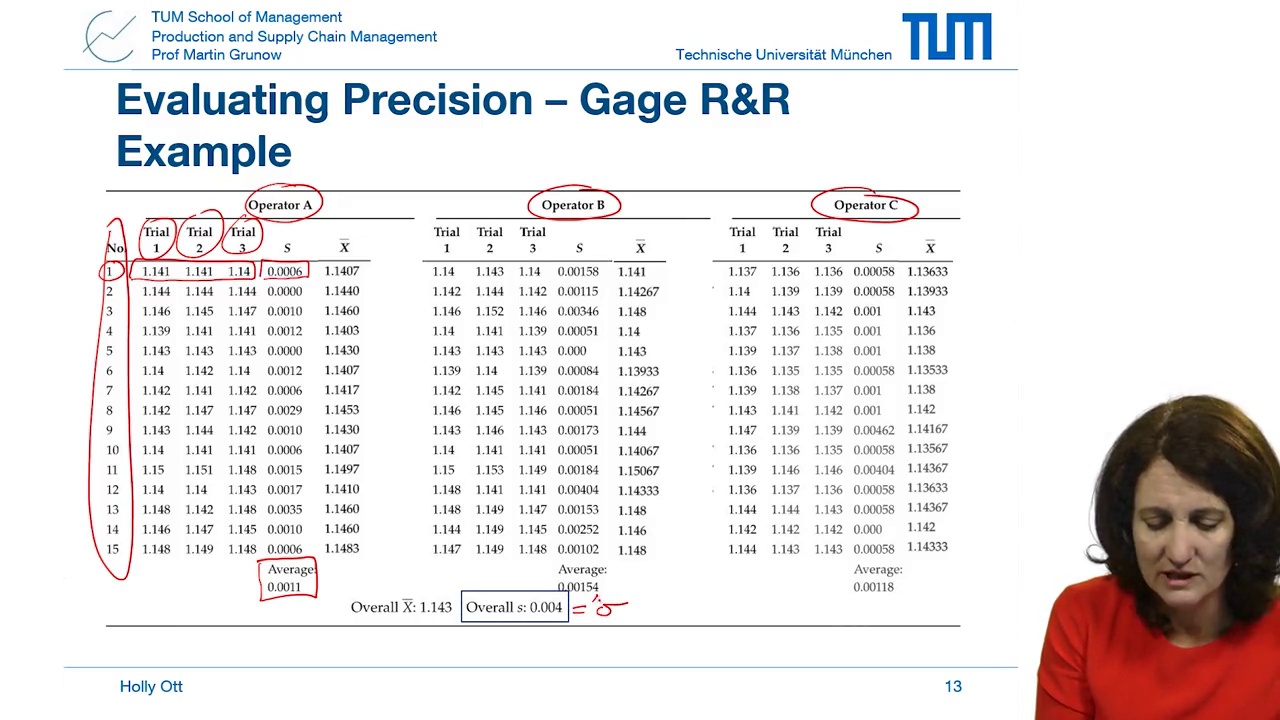 TUM School of Management
Production and Supply Chain Management
Prof Martin Grunow
Technische Universität München
TUM
Evaluating Precision – Gage R&R
Example
Operator A Operator B Operator C
Trial Trial Trial Trial Trial Trial Trial Trial Trial
No 1 2 3 S X̅ 1 2 3 S X̅ 1 2 3 S X̅
1 1.141 1.141 1.14 0.0006 1.1407 1.14 1.143 1.14 0.00158 1.141 1.137 1.136 1.136 0.00058 1.13633
2 1.144 1.144 1.144 0.0000 1.1440 1.142 1.144 1.142 0.00115 1.14267 1.14 1.139 1.139 0.00058 1.13933
3 1.146 1.145 1.147 0.0010 1.1460 1.146 1.152 1.146 0.00346 1.148 1.144 1.143 1.142 0.001 1.143
4 1.139 1.141 1.141 0.0012 1.1403 1.14 1.141 1.139 0.00051 1.14 1.137 1.136 1.135 0.001 1.136
5 1.143 1.143 1.143 0.0000 1.1430 1.143 1.143 1.143 0.000 1.143 1.139 1.137 1.138 0.001 1.138
6 1.14 1.142 1.14 0.0012 1.1407 1.139 1.14 1.139 0.00084 1.13933 1.136 1.135 1.135 0.00058 1.13533
7 1.142 1.141 1.142 0.0006 1.1417 1.142 1.145 1.141 0.00184 1.14267 1.139 1.138 1.137 0.001 1.138
8 1.142 1.147 1.147 0.0029 1.1453 1.146 1.145 1.146 0.00051 1.14567 1.143 1.141 1.142 0.001 1.142
9 1.143 1.144 1.142 0.0010 1.1430 1.143 1.146 1.143 0.00173 1.144 1.147 1.139 1.139 0.00462 1.14167
10 1.14 1.141 1.141 0.0006 1.1407 1.14 1.141 1.141 0.00051 1.14067 1.136 1.136 1.135 0.00058 1.13567
11 1.15 1.151 1.148 0.0015 1.1497 1.15 1.153 1.149 0.00184 1.15067 1.139 1.146 1.146 0.00404 1.14367
12 1.14 1.14 1.143 0.0017 1.1410 1.148 1.141 1.141 0.00404 1.14333 1.136 1.137 1.136 0.00058 1.13633
13 1.148 1.142 1.148 0.0035 1.1460 1.148 1.149 1.147 0.00153 1.148 1.144 1.144 1.143 0.00058 1.14367
14 1.146 1.147 1.145 0.0010 1.1460 1.144 1.149 1.145 0.00252 1.146 1.142 1.142 1.142 0.000 1.142
15 1.148 1.149 1.148 0.0006 1.1483 1.147 1.149 1.148 0.00102 1.148 1.144 1.143 1.143 0.00058 1.14333
Average: Average: Average:
0.0011 0.00154 0.00118
Overall X̅: 1.143 Overall s: 0.004 = σ̂
Holly Ott 13